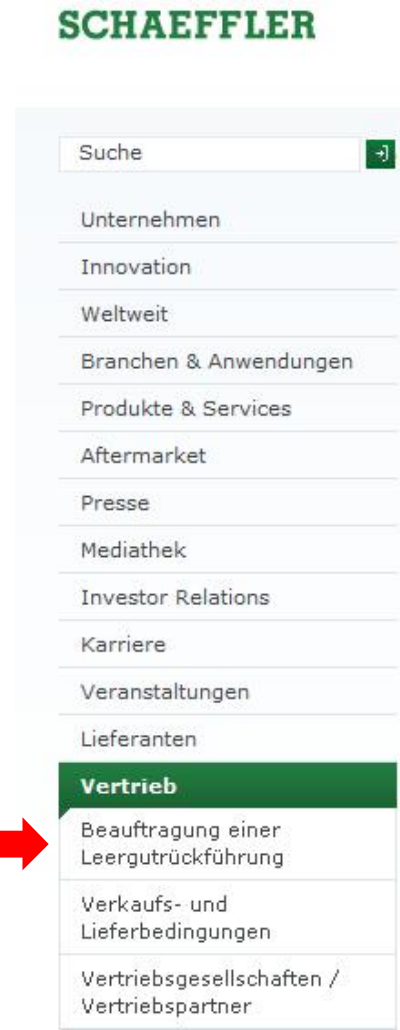 SCHAEFFLER
Suche
Unternehmen
Innovation
Weltweit
Branchen & Anwendungen
Produkte & Services
Aftermarket
Presse
Mediathek
Investor Relations
Karriere
Veranstaltungen
Lieferanten
Vertrieb
Beauftragung einer
Leergutrückführung
Verkaufs- und
Lieferbedingungen
Vertriebsgesellschaften /
Vertriebspartner